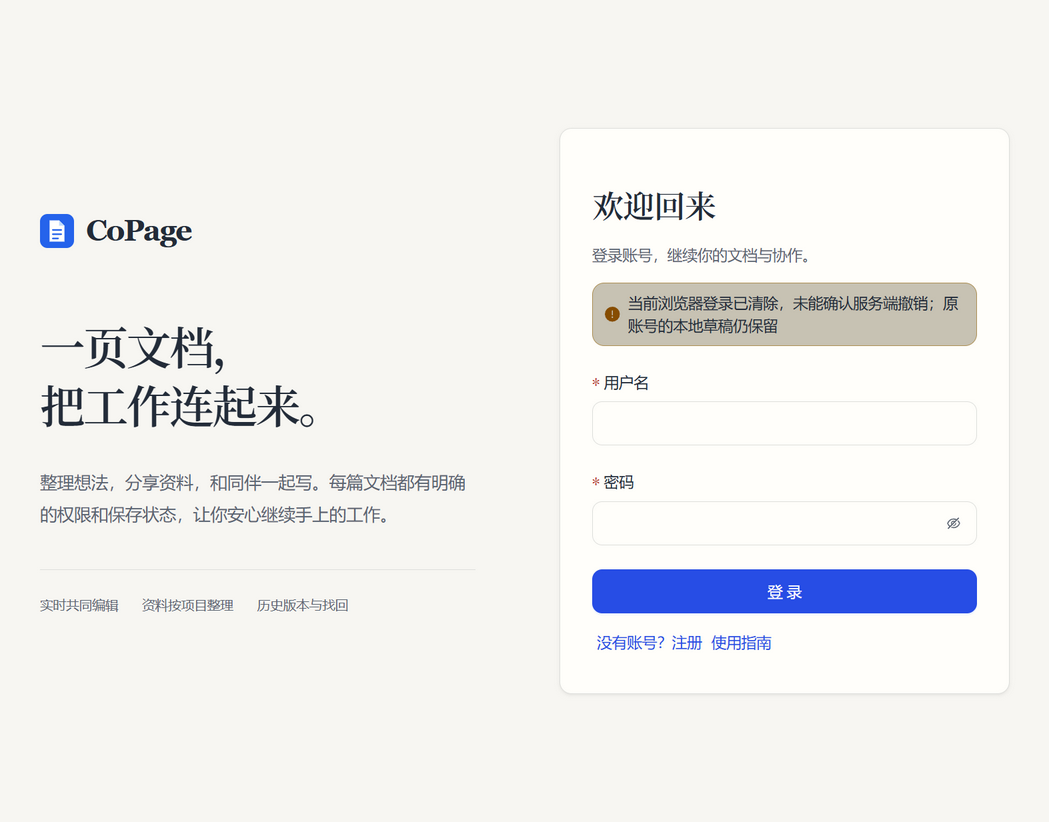 CoPage
一页文档，
把工作连起来。
整理想法，分享资料，和同伴一起写。每篇文档都有明确
的权限和保存状态，让你安心继续手上的工作。
实时共同编辑 资料按项目整理 历史版本与找回
欢迎回来
登录账号，继续你的文档与协作。
当前浏览器登录已清除，未能确认服务端撤销；原
账号的本地草稿仍保留
* 用户名
* 密码
登 录
没有账号？注册 使用指南